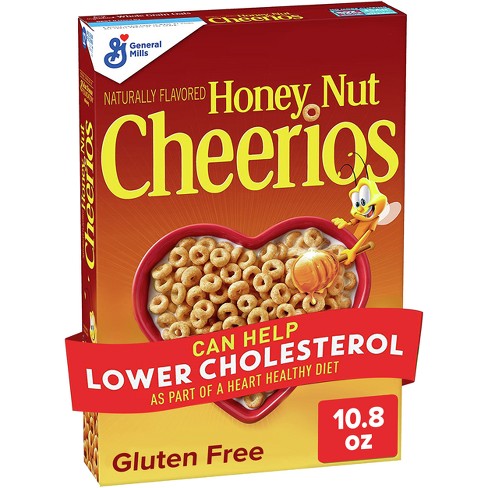 General
Mills
NATURALLY FLAVORED Honey Nut
Cheerios
Honey Nut
Cheerios
CAN HELP
LOWER CHOLESTEROL
AS PART OF A HEART HEALTHY DIET
10.8
oz
Gluten Free